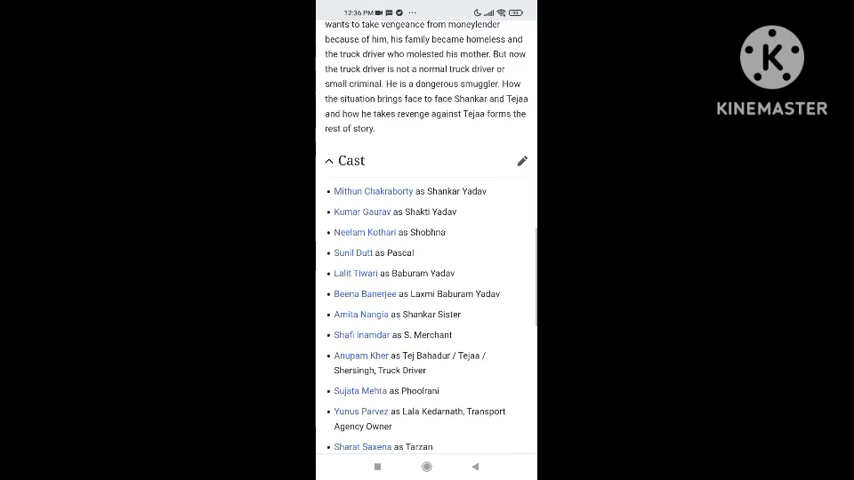 12:36 PM
wants to take vengeance from moneylender
because of him, his family became homeless and
the truck driver who molested his mother. But now
the truck driver is not a normal truck driver or
small criminal. He is a dangerous smuggler. How
the situation brings face to face Shankar and Tejaa
and how he takes revenge against Tejaa forms the
rest of story.
Cast
• Mithun Chakraborty as Shankar Yadav
• Kumar Gaurav as Shakti Yadav
• Neelam Kothari as Shobhna
• Sunil Dutt as Pascal
• Lalit Tiwari as Baburam Yadav
• Beena Banerjee as Laxmi Baburam Yadav
• Amita Nangia as Shankar Sister
• Shafi Inamdar as S. Merchant
• Anupam Kher as Tej Bahadur / Tejaa /
Shersingh, Truck Driver
• Sujata Mehta as Phoolrani
• Yunus Parvez as Lala Kedarnath, Transport
Agency Owner
• Sharat Saxena as Tarzan
K
KINEMASTER